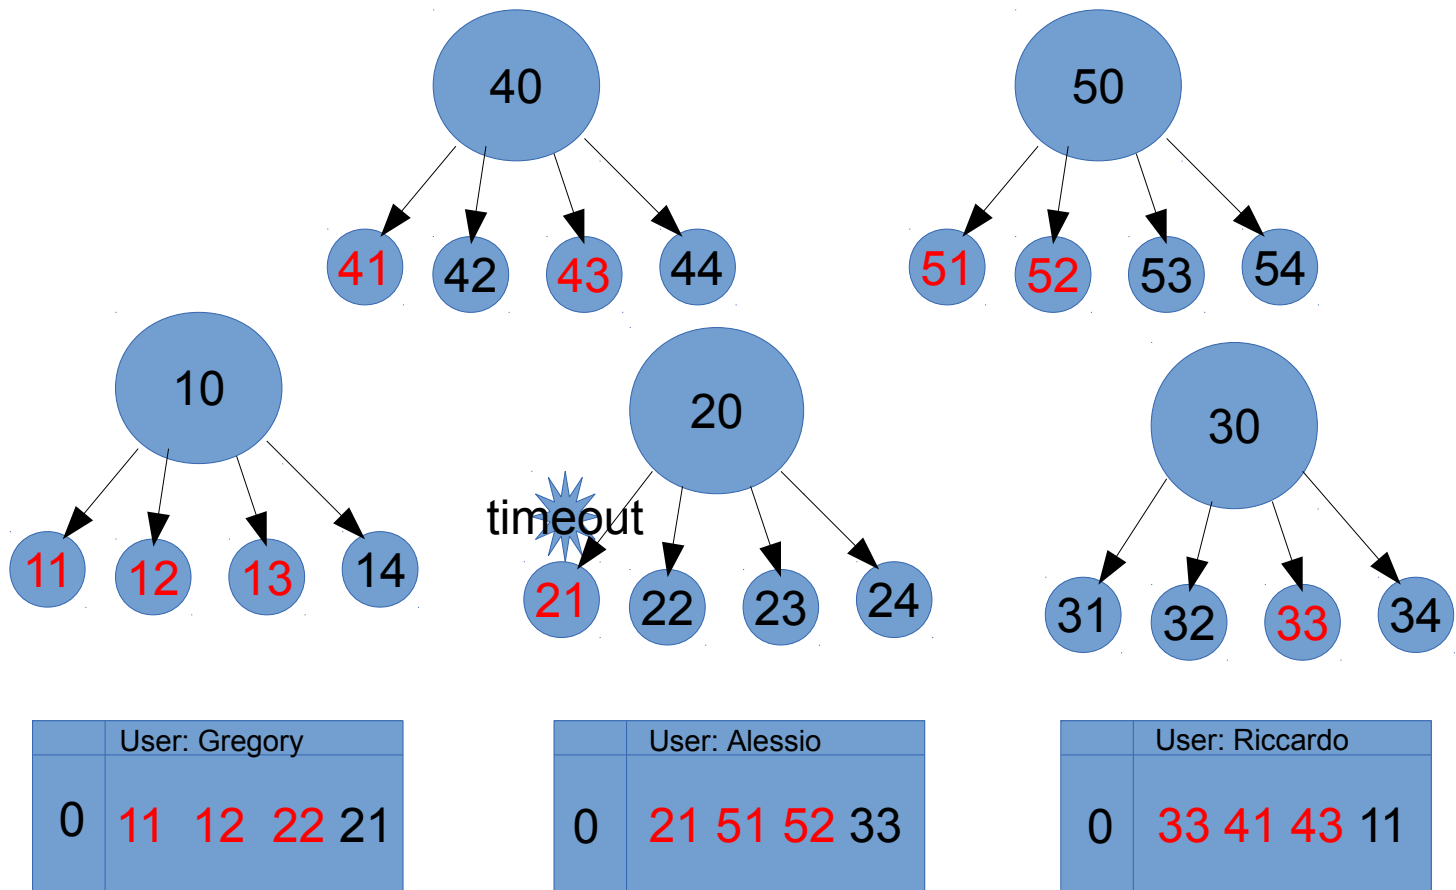 40
50
41 42 43 44
51 52 53 54
10
20
30
timeout
11 12 13 14
21 22 23 24
31 32 33 34
User: Gregory
0 11 12 22 21
User: Alessio
0 21 51 52 33
User: Riccardo
0 33 41 43 11